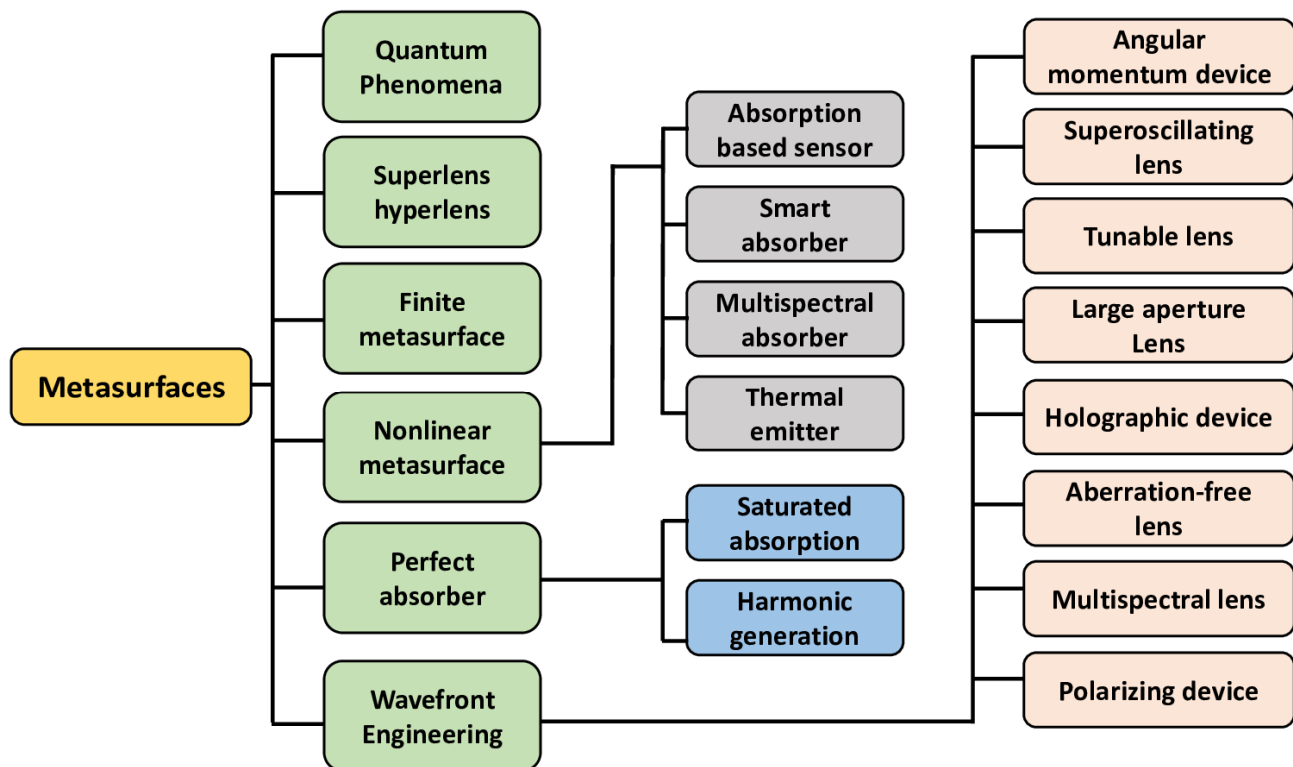 Metasurfaces
Quantum
Phenomena
Superlens
hyperlens
Finite
metasurface
Nonlinear
metasurface
Perfect
absorber
Wavefront
Engineering
Absorption
based sensor
Smart
absorber
Multispectral
absorber
Thermal
emitter
Saturated
absorption
Harmonic
generation
Angular
momentum device
Superoscillating
lens
Tunable lens
Large aperture
Lens
Holographic device
Aberration-free
lens
Multispectral lens
Polarizing device